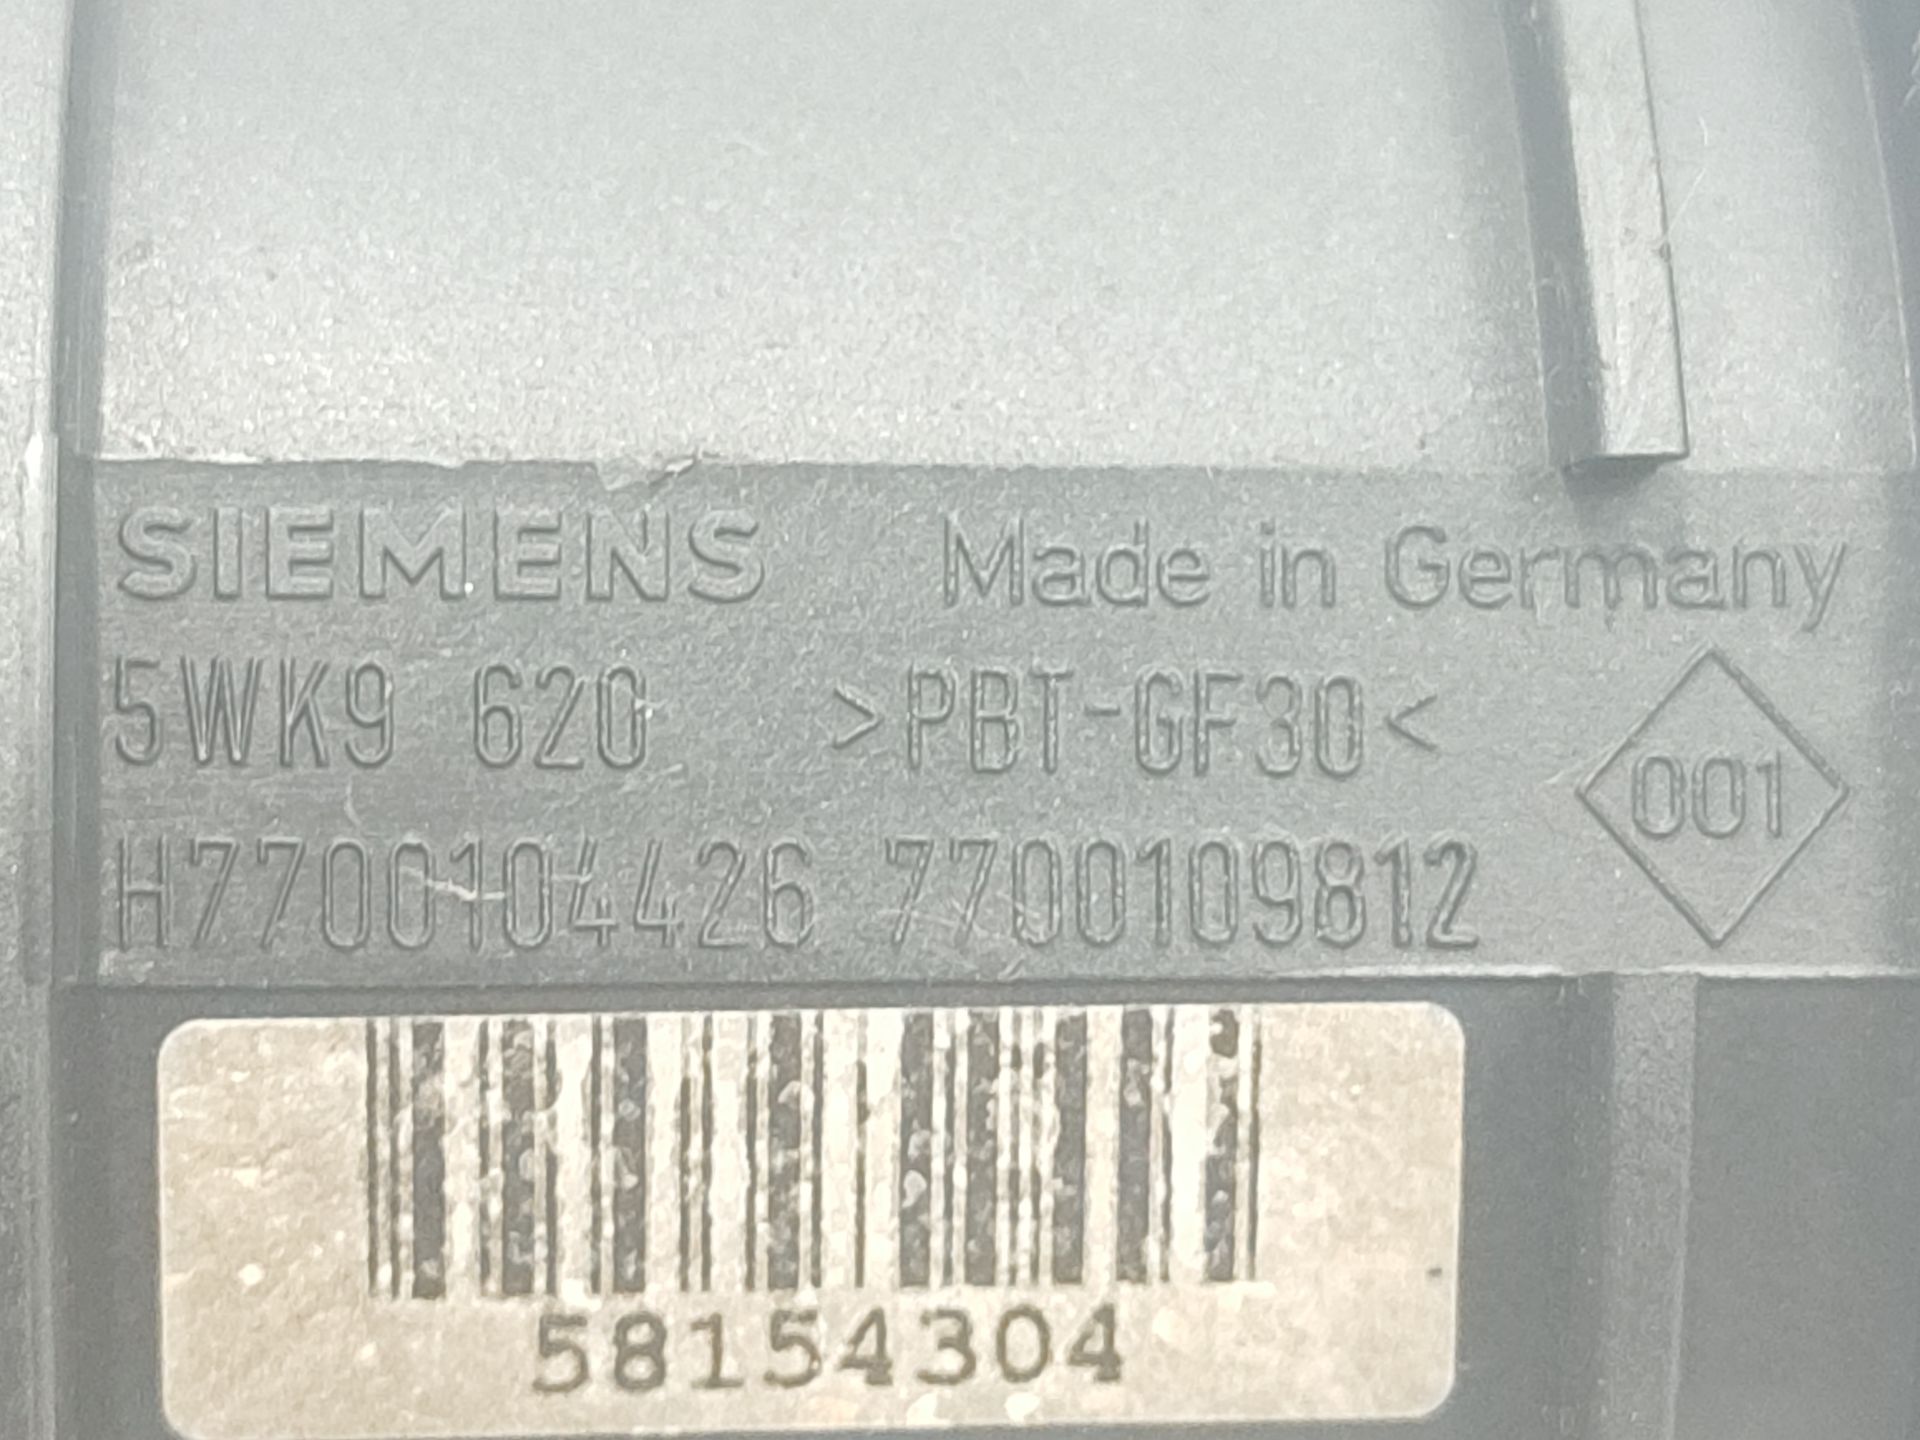 SIEMENS Made in Germany
5WK9 620 >PBT-GF30<
001
H7700104426 7700109812
58154304